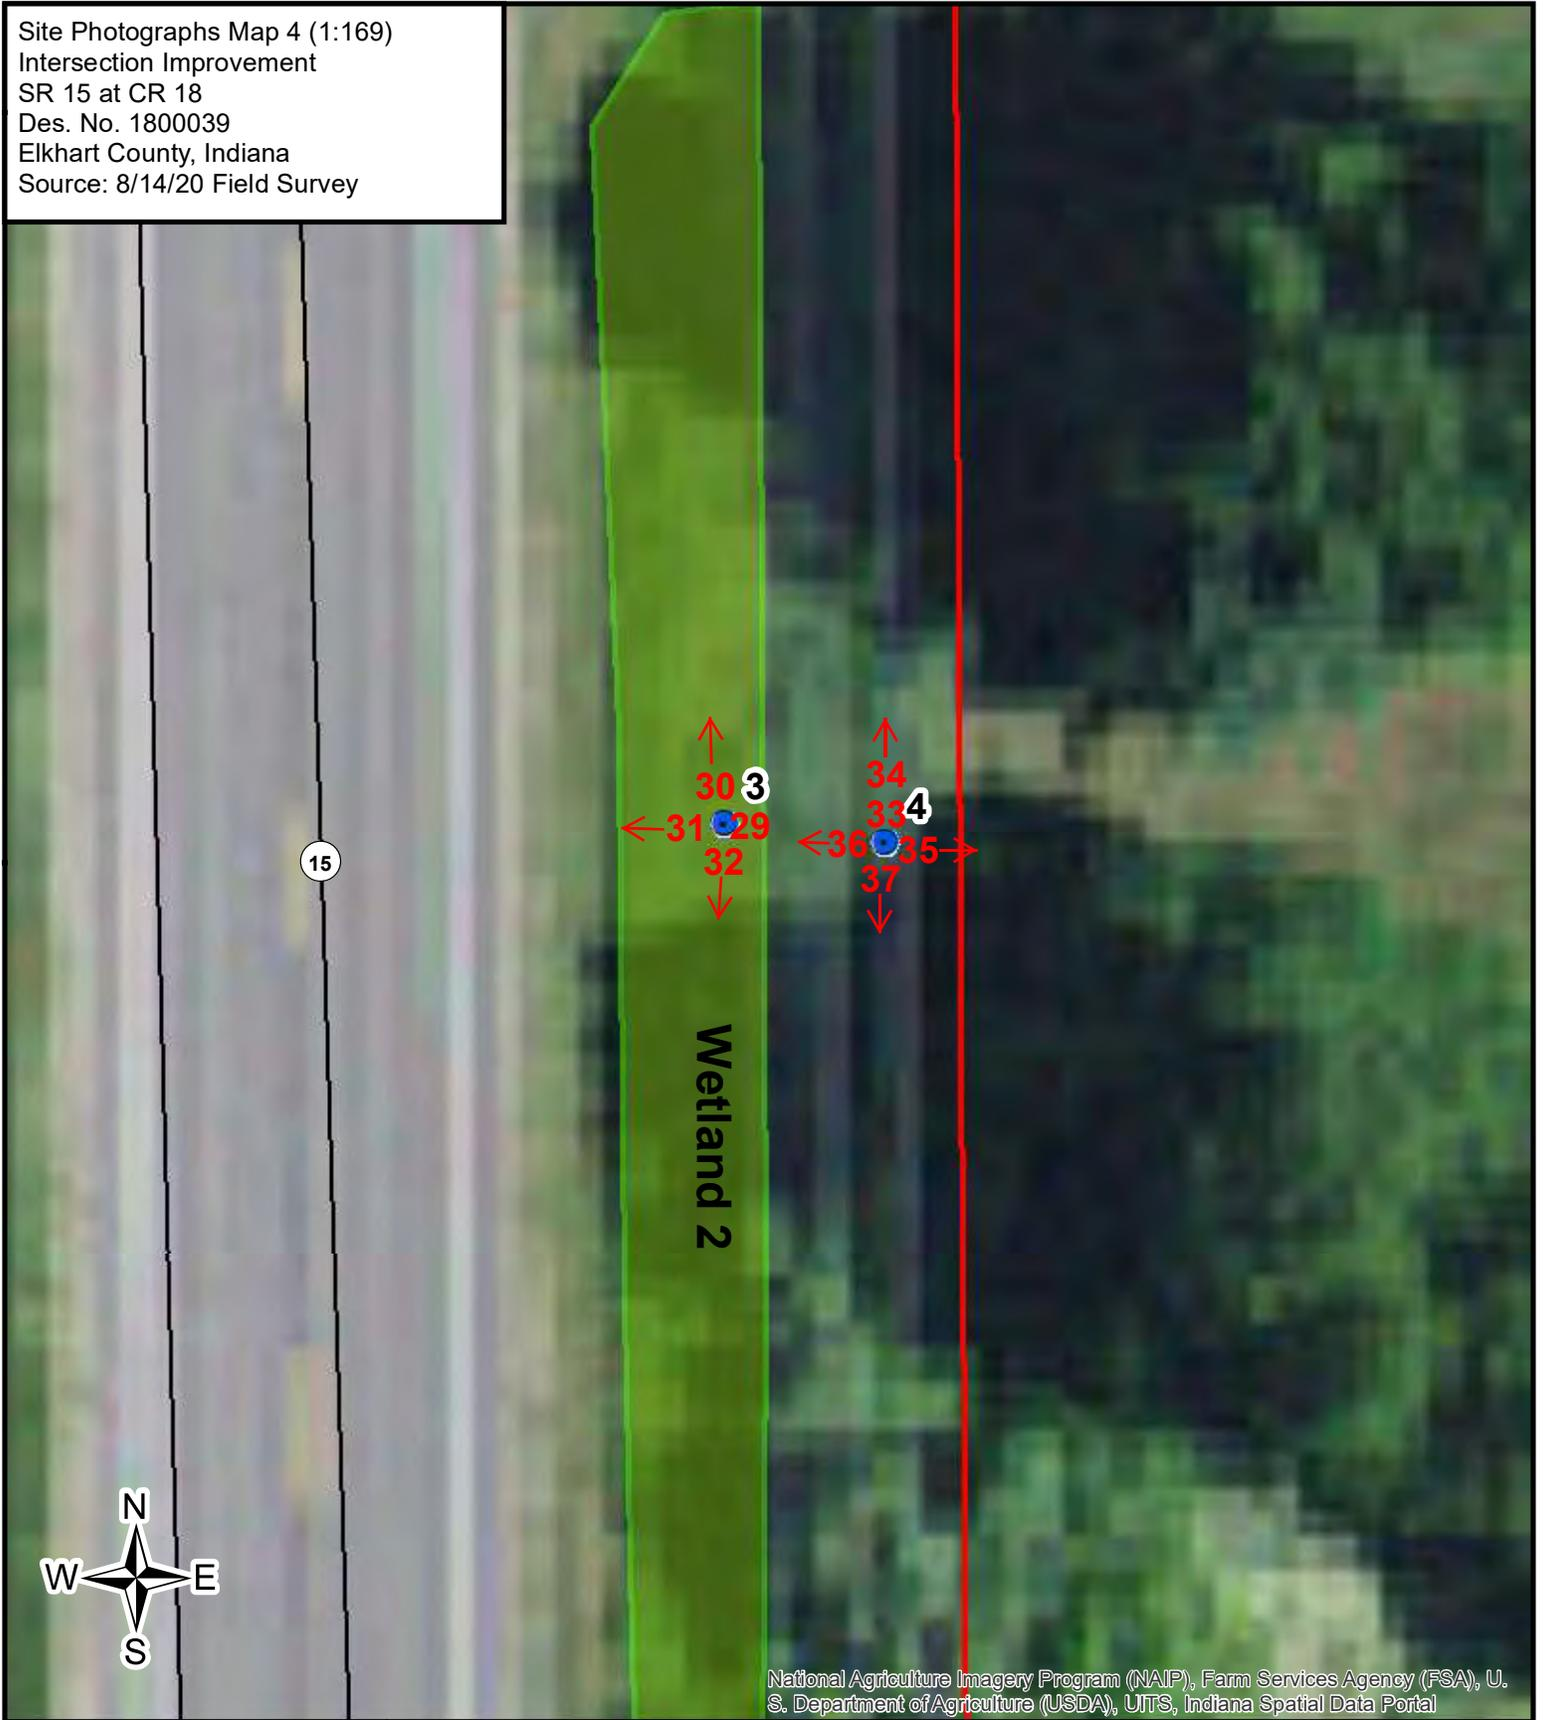 Site Photographs Map 4 (1:169)
Intersection Improvement
SR 15 at CR 18
Des. No. 1800039
Elkhart County, Indiana
Source: 8/14/20 Field Survey
34
30 3
33 4
31 29
15
36 35
32
37
Wetland 2
N
W E
S
National Agriculture Imagery Program (NAIP), Farm Services Agency (FSA), U.
S. Department of Agriculture (USDA), UITS, Indiana Spatial Data Portal